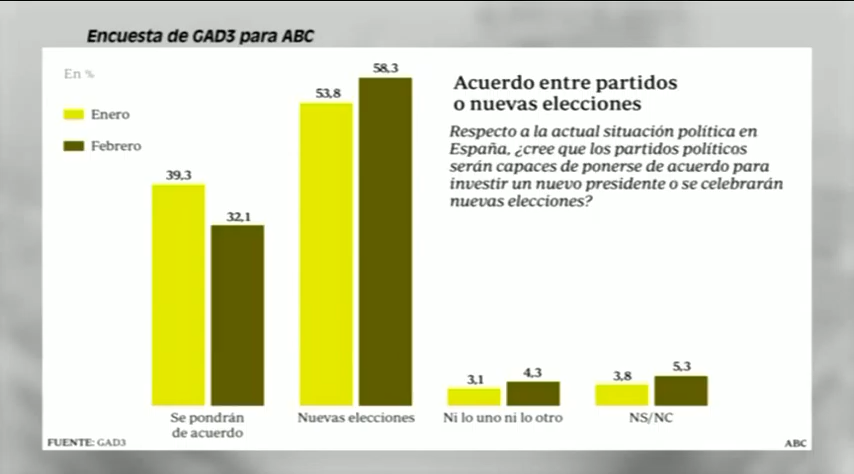 Encuesta de GAD3 para ABC
En %
Enero
Febrero
Acuerdo entre partidos
o nuevas elecciones
Respecto a la actual situación política en
España, ¿cree que los partidos políticos
serán capaces de ponerse de acuerdo para
investir un nuevo presidente o se celebrarán
nuevas elecciones?
39,3
32,1
53,8
58,3
3,1
4,3
3,8
5,3
Se pondrán
de acuerdo
Nuevas elecciones
Ni lo uno ni lo otro
NS/NC
FUENTE: GAD3
ABC